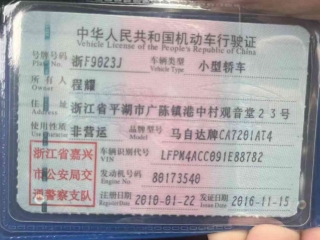 中华人民共和国机动车行驶证
Vehicle License of the People's Republic of China
号牌号码 浙F9023J 车辆类型 小型轿车
Plate No. Vehicle Type
所有人 程耀
Owner
住址 浙江省平湖市广陈镇港中村观音堂23号
Address
使用性质 非营运 品牌型号 马自达牌CA7201AT4
Use Character Model
浙江省嘉兴市公安局交通警察支队
车辆识别代号 LFPM4ACC091E88782
VIN
发动机号码 80173540
Engine No.
注册日期 2010-01-22 发证日期 2016-11-15
Register Date Issue Date